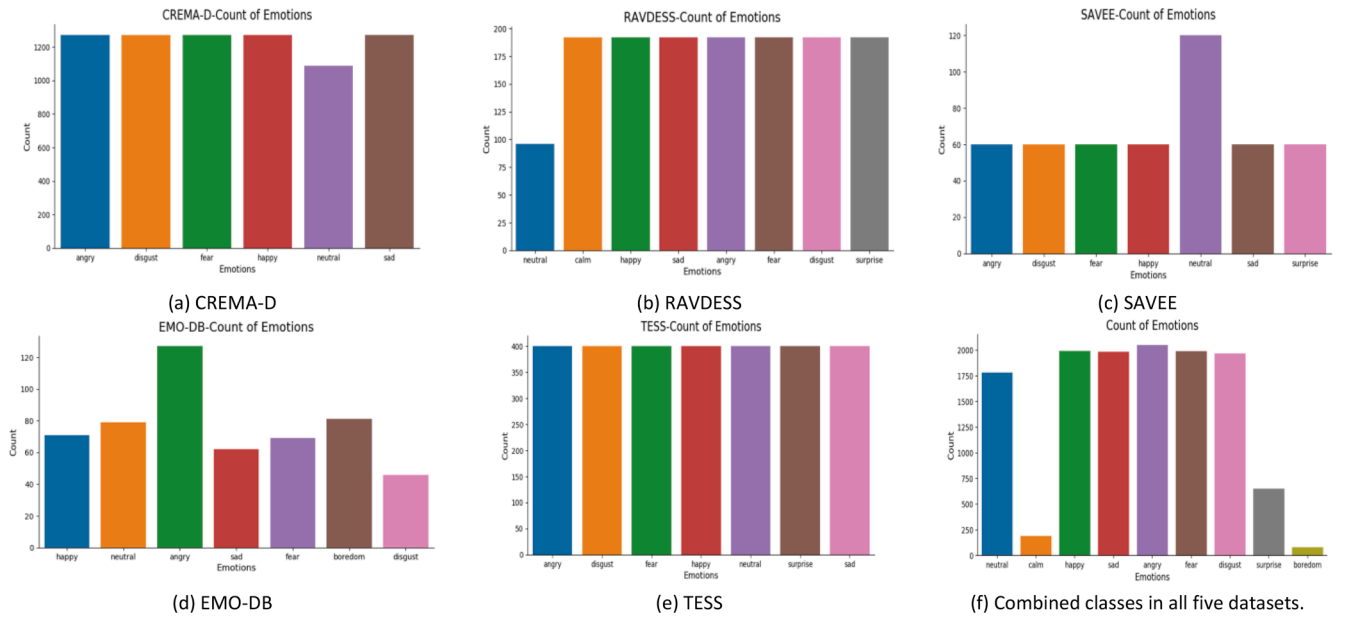 CREMA-D-Count of Emotions
1200
1000
800
600
400
200
0
Count
angry disgust fear happy neutral sad
Emotions
(a) CREMA-D
RAVDESS-Count of Emotions
200
175
150
125
100
75
50
25
0
Count
neutral calm happy sad angry fear disgust surprise
Emotions
(b) RAVDESS
SAVEE-Count of Emotions
120
100
80
60
40
20
0
Count
angry disgust fear happy neutral sad surprise
Emotions
(c) SAVEE
EMO-DB-Count of Emotions
120
100
80
60
40
20
0
Count
happy neutral angry sad fear boredom disgust
Emotions
(d) EMO-DB
TESS-Count of Emotions
400
350
300
250
200
150
100
50
0
Count
angry disgust fear happy neutral surprise sad
Emotions
(e) TESS
Count of Emotions
2000
1750
1500
1250
1000
750
500
250
0
Count
neutral calm happy sad angry fear disgust surprise boredom
Emotions
(f) Combined classes in all five datasets.